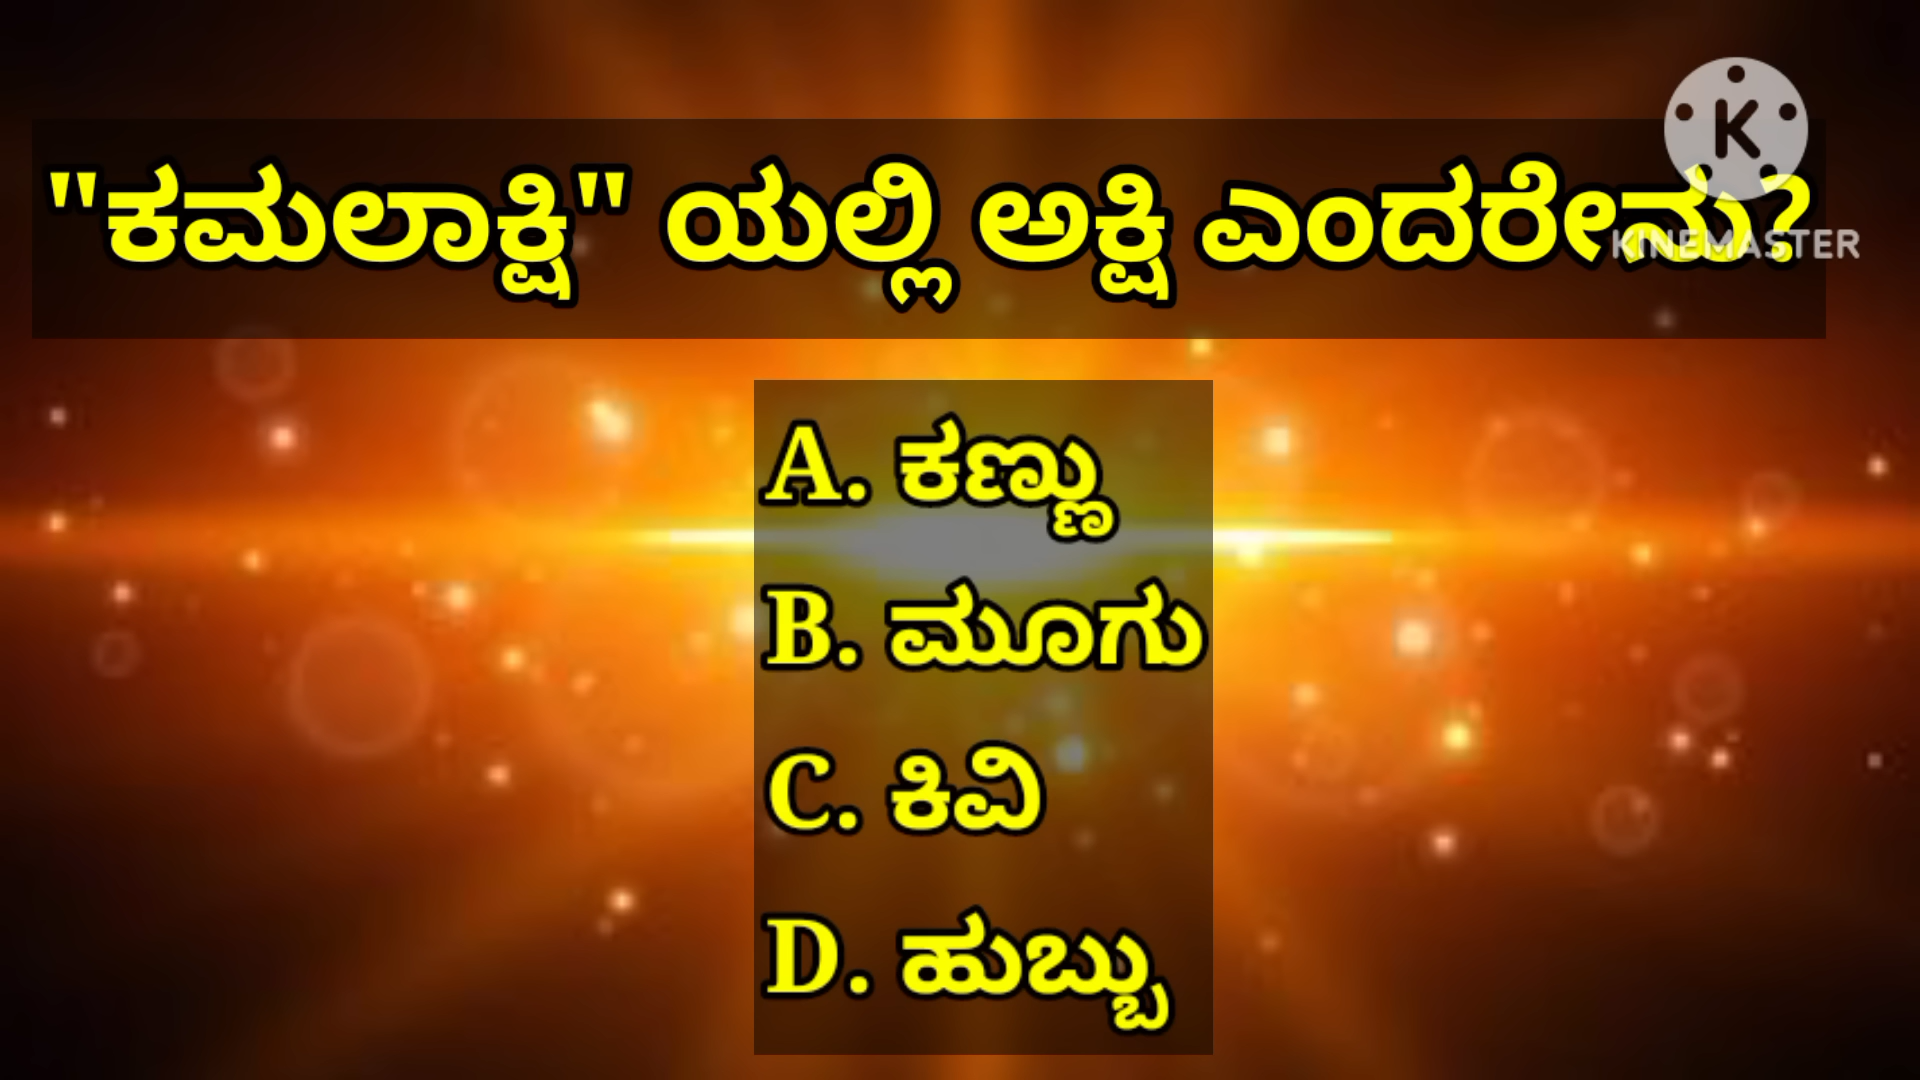 "ಕಮಲಾಕ್ಷಿ" ಯಲ್ಲಿ ಅಕ್ಷಿ ಎಂದರೇನು?
K
KINEMASTER
A. ಕಣ್ಣು
B. ಮೂಗು
C. ಕಿವಿ
D. ಹುಬ್ಬು